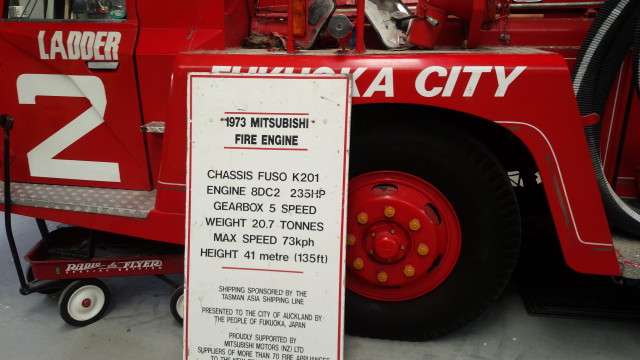 LADDER
2
FUKUOKA CITY
1973 MITSUBISHI
FIRE ENGINE
CHASSIS FUSO K201
ENGINE 8DC2 235HP
GEARBOX 5 SPEED
WEIGHT 20.7 TONNES
MAX SPEED 73kph
HEIGHT 41 metre (135ft)
SHIPPING SPONSORED BY THE
TASMAN ASIA SHIPPING LINE
PRESENTED TO THE CITY OF AUCKLAND BY
THE PEOPLE OF FUKUOKA, JAPAN
PROUDLY SUPPORTED BY
MITSUBISHI MOTORS (NZ) LTD
SUPPLIERS OF MORE THAN 70 FIRE APPLIANCES
RADIO FLYER